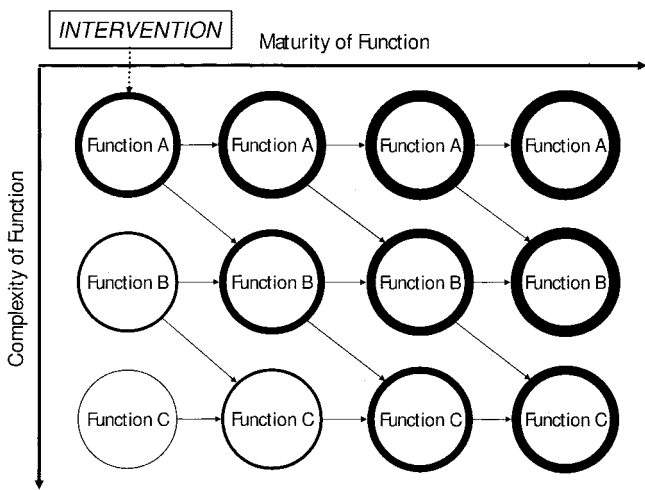 INTERVENTION
Maturity of Function
Complexity of Function
Function A Function A Function A Function A
Function B Function B Function B Function B
Function C Function C Function C Function C